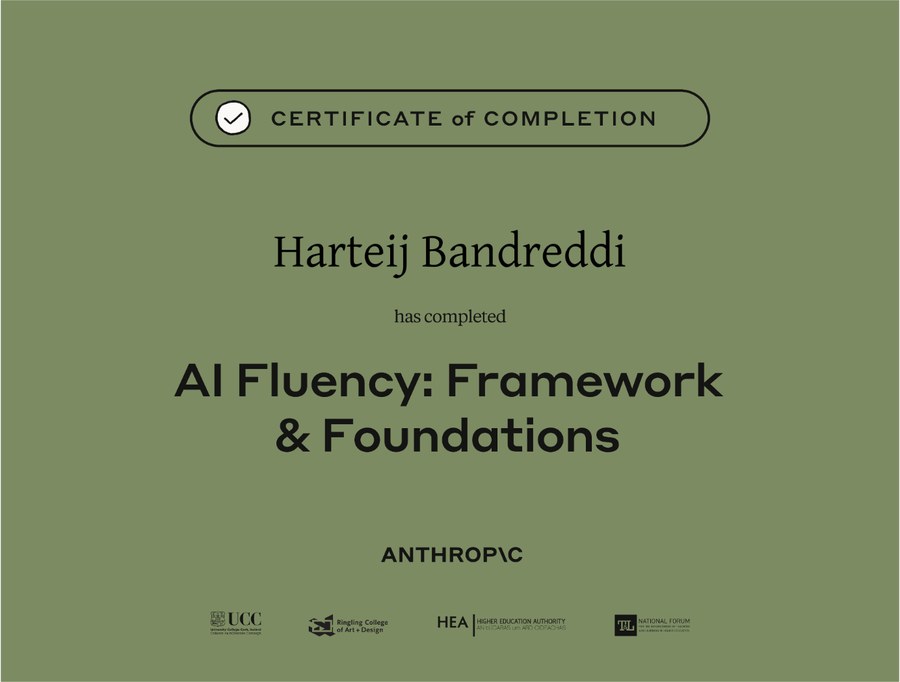 CERTIFICATE of COMPLETION
Harteij Bandreddi
has completed
AI Fluency: Framework
& Foundations
ANTHROP\C
UCC
Ringling College
of Art + Design
HEA
HIGHER EDUCATION AUTHORITY
T&L
NATIONAL FORUM